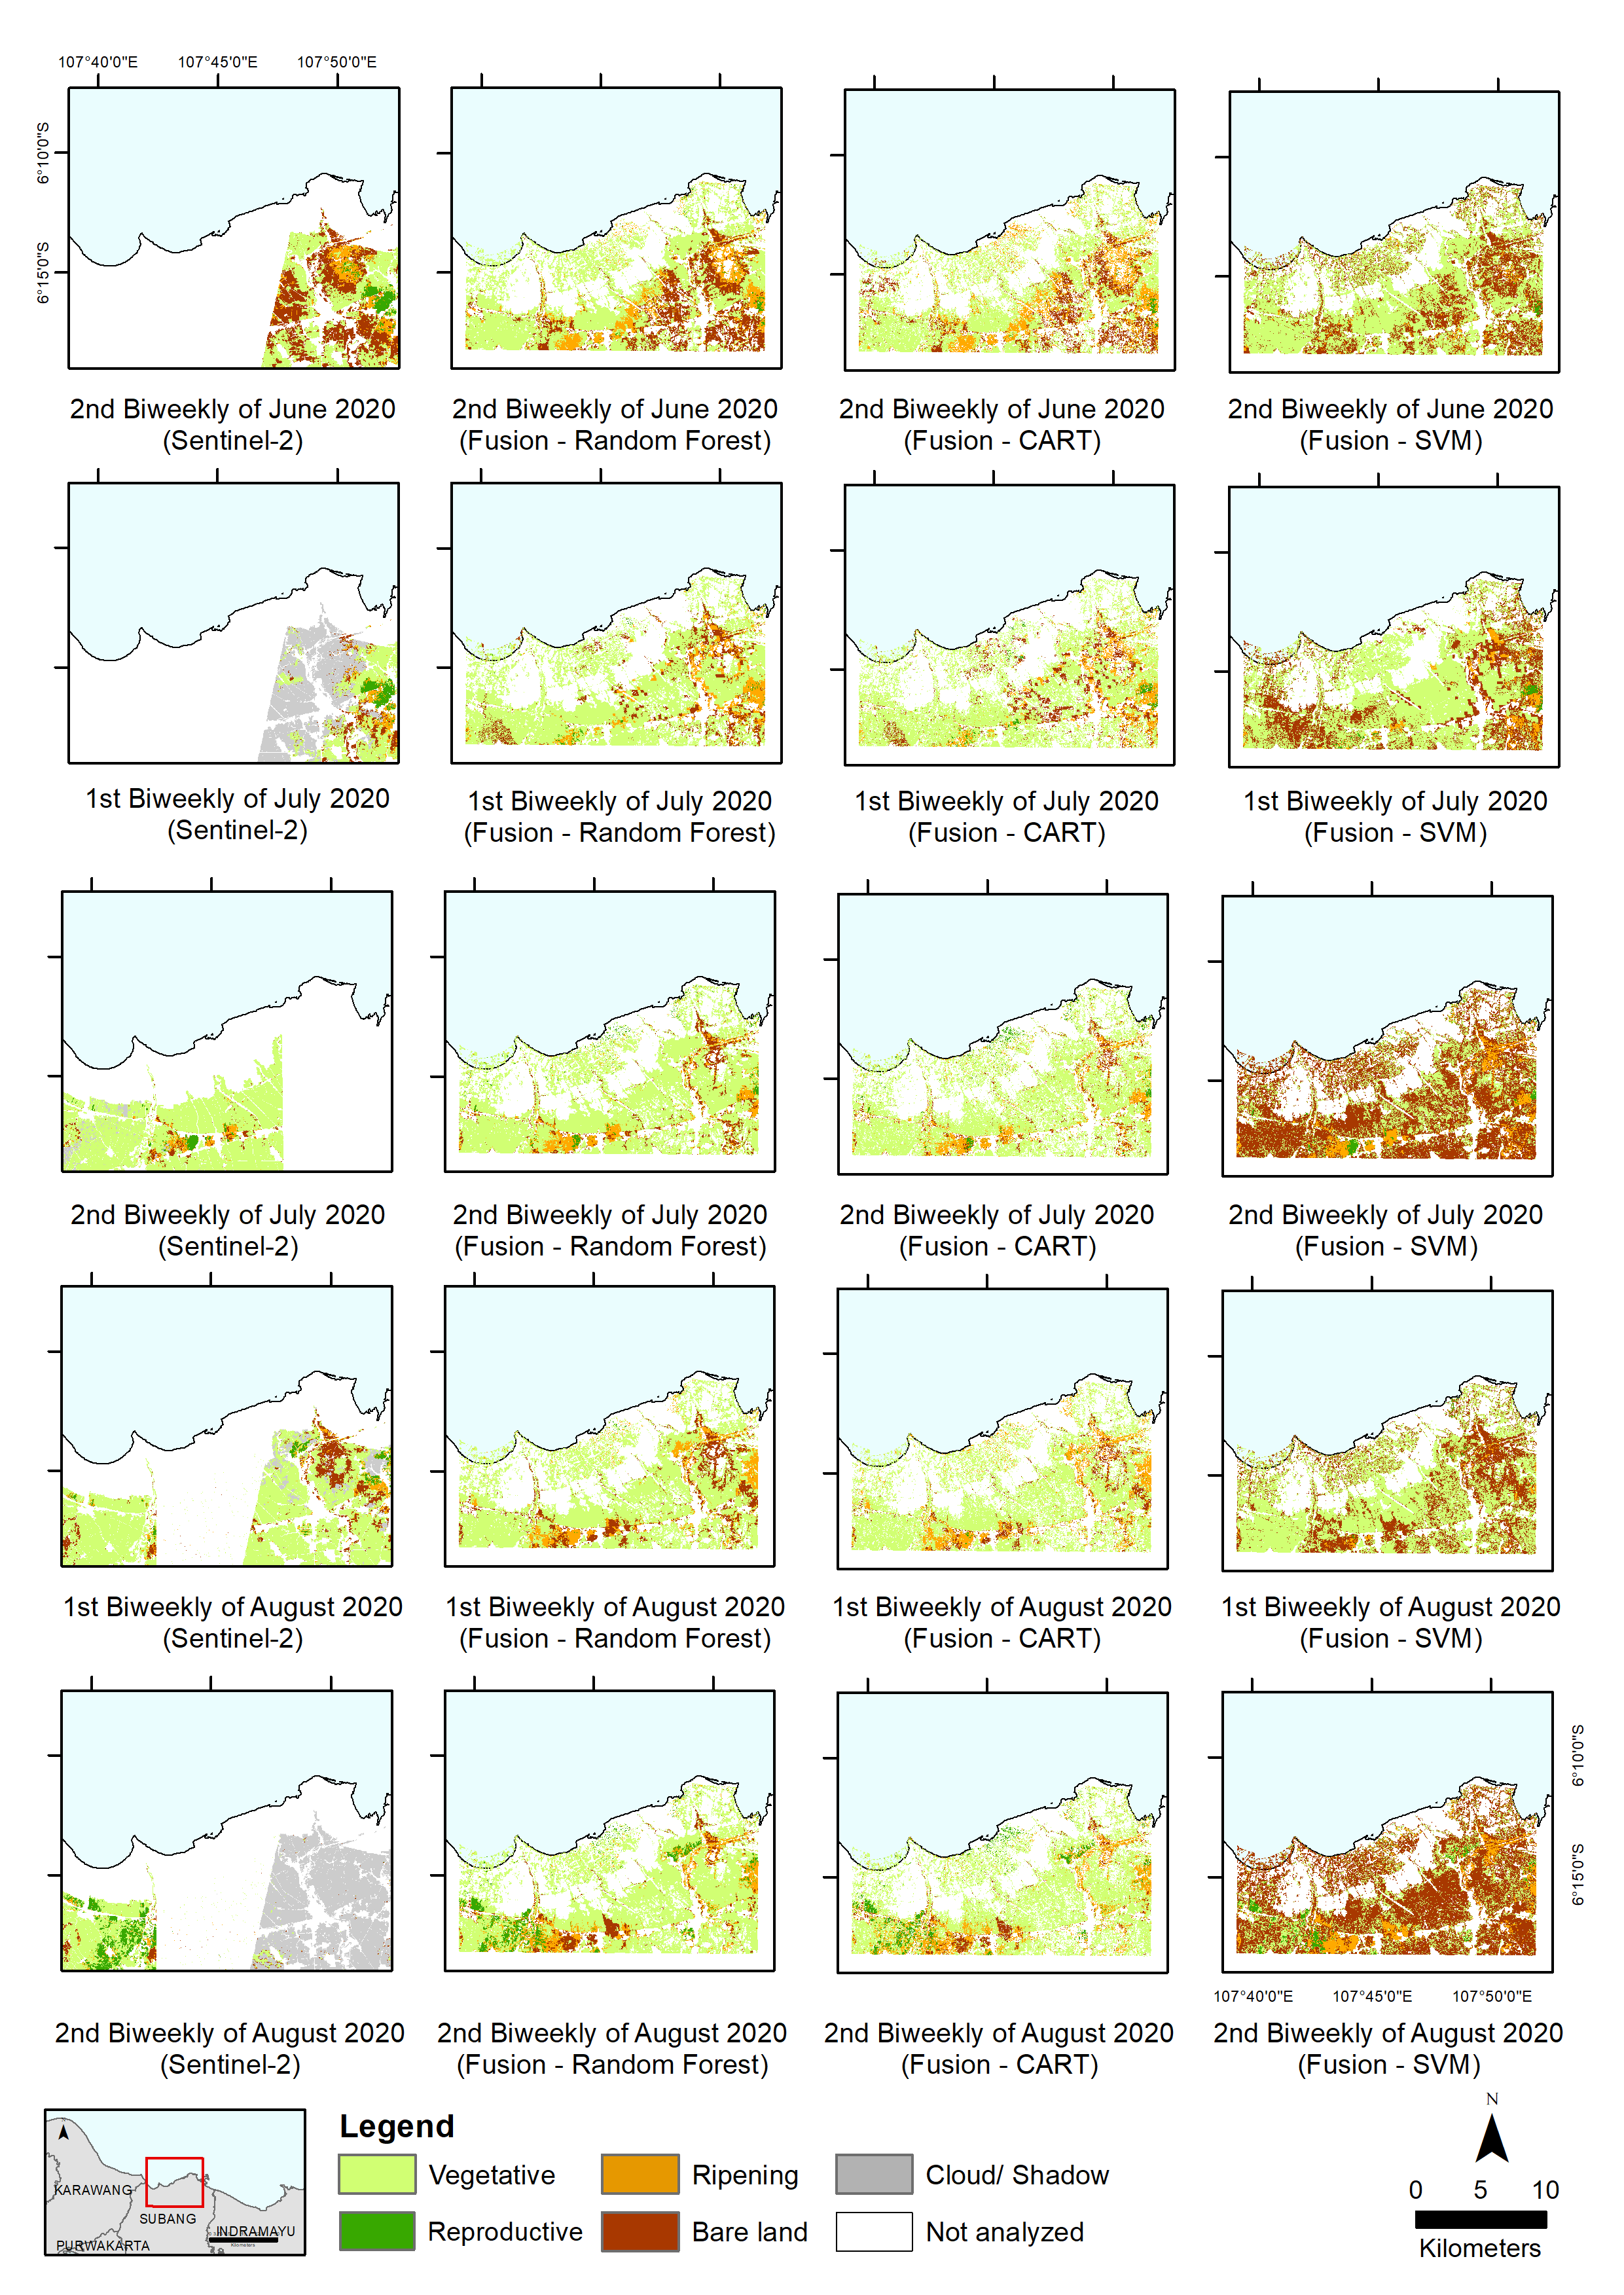 107°40'0"E 107°45'0"E 107°50'0"E
6°10'0"S
6°15'0"S
2nd Biweekly of June 2020
(Sentinel-2)
2nd Biweekly of June 2020
(Fusion - Random Forest)
2nd Biweekly of June 2020
(Fusion - CART)
2nd Biweekly of June 2020
(Fusion - SVM)
1st Biweekly of July 2020
(Sentinel-2)
1st Biweekly of July 2020
(Fusion - Random Forest)
1st Biweekly of July 2020
(Fusion - CART)
1st Biweekly of July 2020
(Fusion - SVM)
2nd Biweekly of July 2020
(Sentinel-2)
2nd Biweekly of July 2020
(Fusion - Random Forest)
2nd Biweekly of July 2020
(Fusion - CART)
2nd Biweekly of July 2020
(Fusion - SVM)
1st Biweekly of August 2020
(Sentinel-2)
1st Biweekly of August 2020
(Fusion - Random Forest)
1st Biweekly of August 2020
(Fusion - CART)
1st Biweekly of August 2020
(Fusion - SVM)
6°10'0"S
6°15'0"S
107°40'0"E 107°45'0"E 107°50'0"E
2nd Biweekly of August 2020
(Sentinel-2)
2nd Biweekly of August 2020
(Fusion - Random Forest)
2nd Biweekly of August 2020
(Fusion - CART)
2nd Biweekly of August 2020
(Fusion - SVM)
KARAWANG
SUBANG
INDRAMAYU
PURWAKARTA
Kilometers
Legend
Vegetative
Ripening
Cloud/ Shadow
Reproductive
Bare land
Not analyzed
N
0 5 10
Kilometers